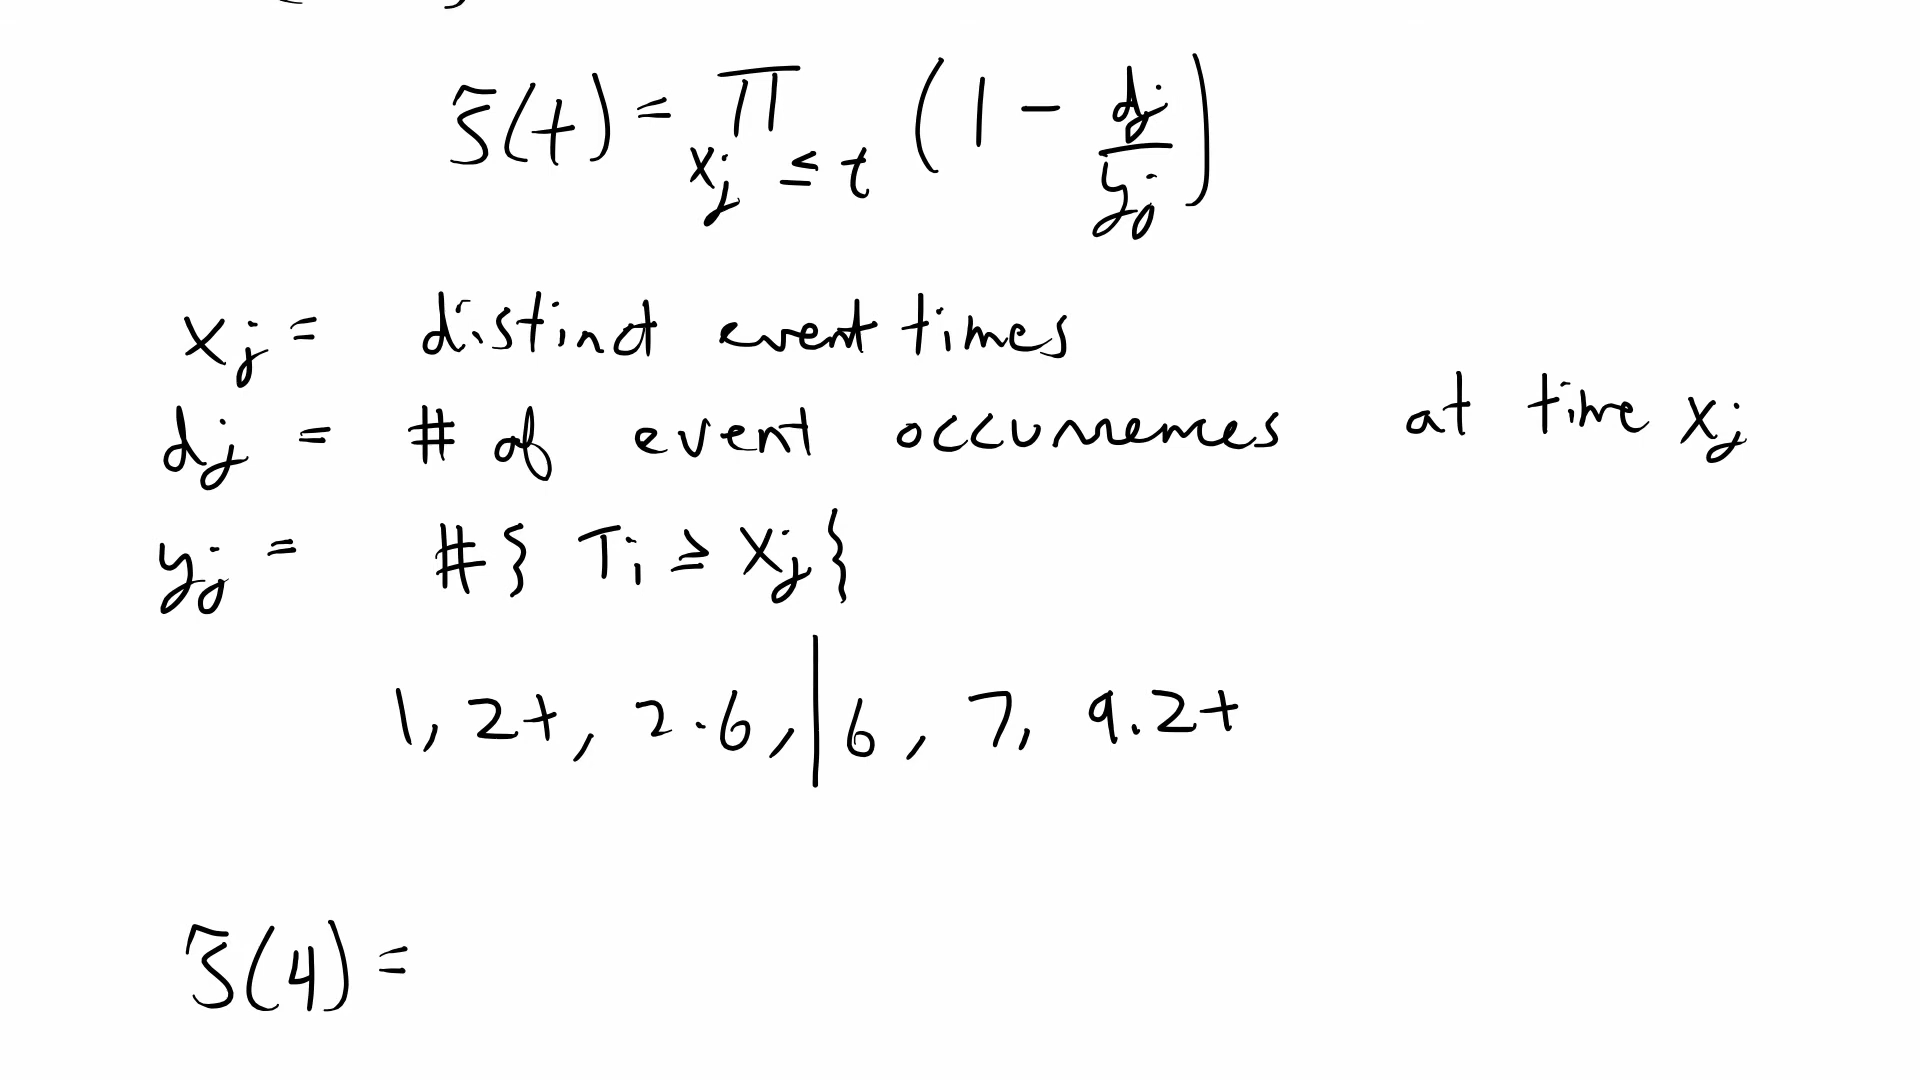 S̃(t) = Π (1 - dj/yj)
xj ≤ t
xj = distinct event times
dj = # of event occurrences at time xj
yj = #{ Ti ≥ xj }
1, 2+, 2.6, | 6, 7, 9.2+
S̃(4) =